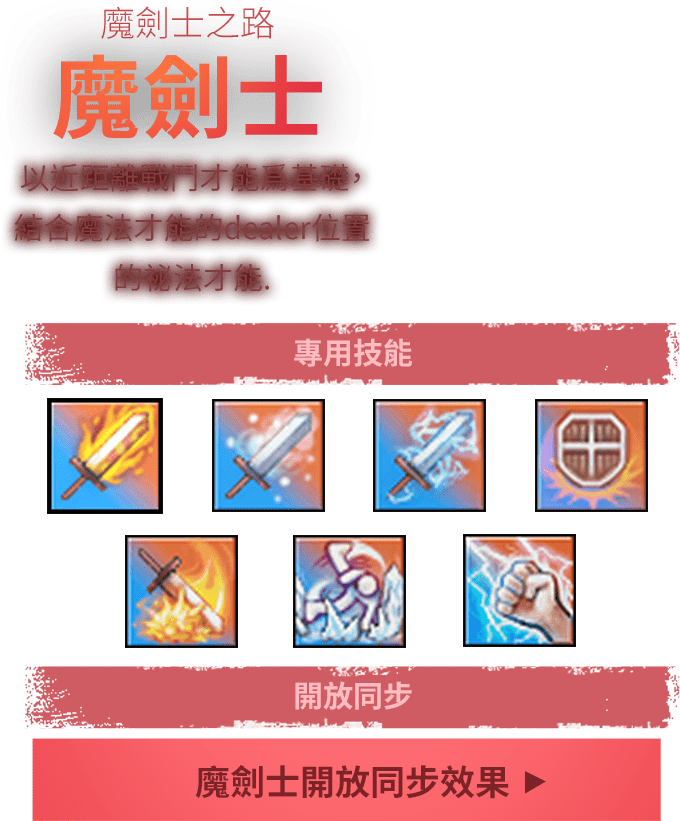 魔劍士之路
魔劍士
以近距離戰鬥才能爲基礎，
結合魔法才能的dealer位置
的祕法才能.
專用技能
開放同步
魔劍士開放同步效果 ▶